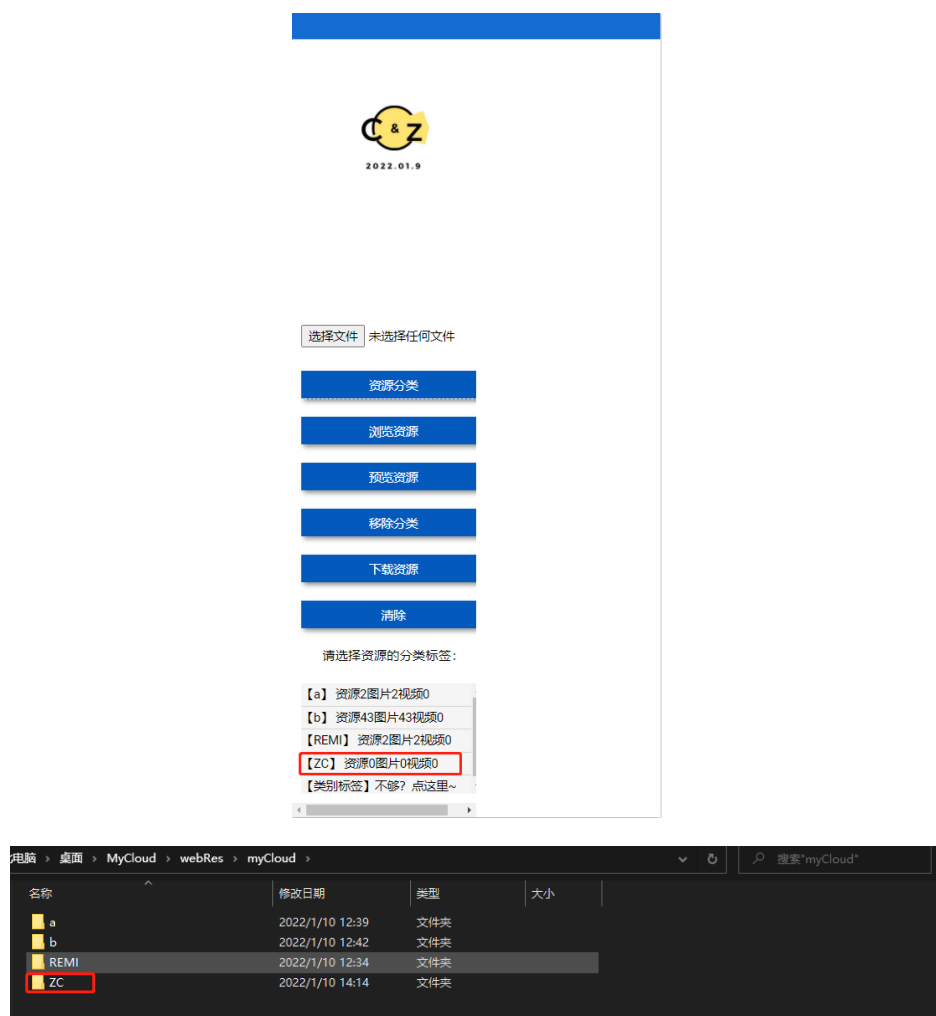 C & Z
2022.01.9
选择文件 未选择任何文件
资源分类
浏览资源
预览资源
移除分类
下载资源
清除
请选择资源的分类标签:
【a】 资源2图片2视频0
【b】 资源43图片43视频0
【REMI】 资源2图片2视频0
【ZC】 资源0图片0视频0
【类别标签】不够? 点这里~
电脑 › 桌面 › MyCloud › webRes › myCloud ›
搜索"myCloud"
名称 修改日期 类型 大小
a 2022/1/10 12:39 文件夹
b 2022/1/10 12:42 文件夹
REMI 2022/1/10 12:34 文件夹
ZC 2022/1/10 14:14 文件夹